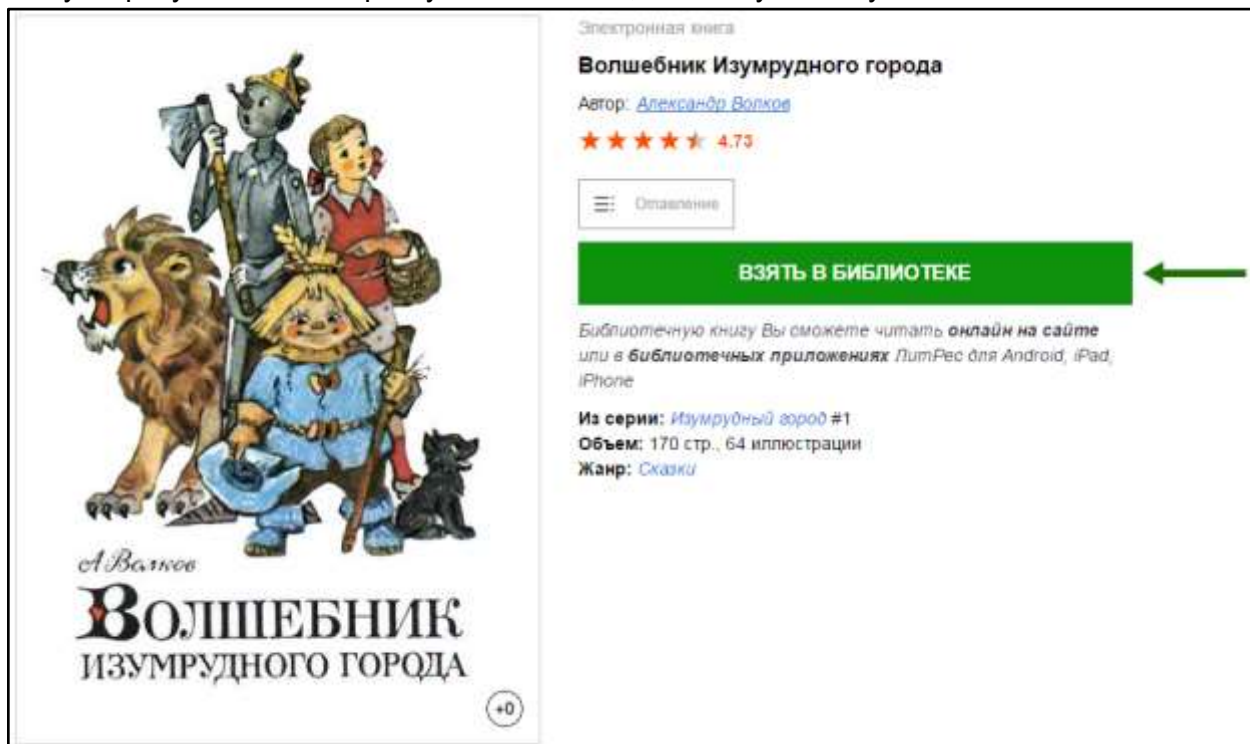 Электронная книга
Волшебник Изумрудного города
Автор: Александр Волков
4.73
Оглавление
ВЗЯТЬ В БИБЛИОТЕКЕ
Библиотечную книгу Вы сможете читать онлайн на сайте
или в библиотечных приложениях ЛитРес для Android, iPad,
iPhone
Из серии: Изумрудный город #1
Объем: 170 стр., 64 иллюстрации
Жанр: Сказки
А Волков
ВОЛШЕБНИК
ИЗУМРУДНОГО ГОРОДА
+0